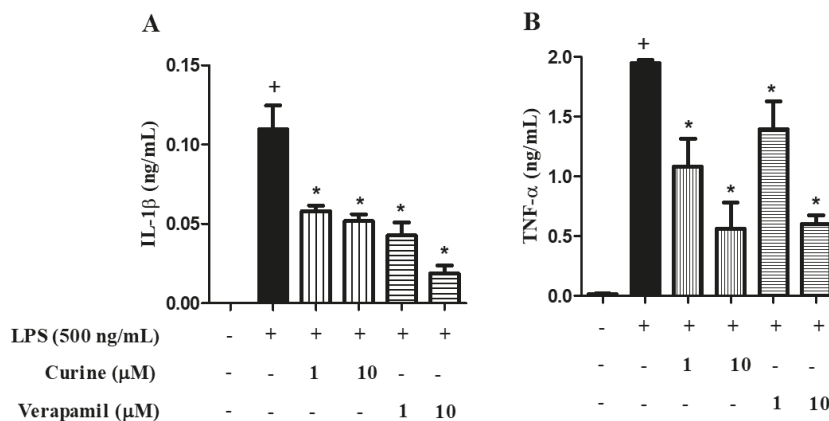 A
B
0.15
0.10
0.05
0.00
IL-1β (ng/mL)
+
*
*
*
*
2.0
1.5
1.0
0.5
0.0
TNF-α (ng/mL)
+
*
*
*
*
LPS (500 ng/mL) - + + + + + - + + + + +
Curine (μM) - - 1 10 - - - - 1 10 - -
Verapamil (μM) - - - - 1 10 - - - - 1 10